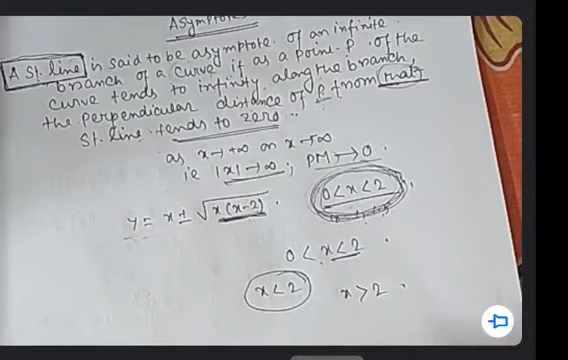 Asymptote
A St. line is said to be asymptote of an infinite
branch of a curve if as a point P of the
curve tends to infinity along the branch,
the perpendicular distance of P from that
St. line tends to zero
as x→+∞ or x→-∞
ie |x|→∞, PM→0
y = x ± √x(x-2) . 0<x<2
0<x<2 .
x<2 x>2 .